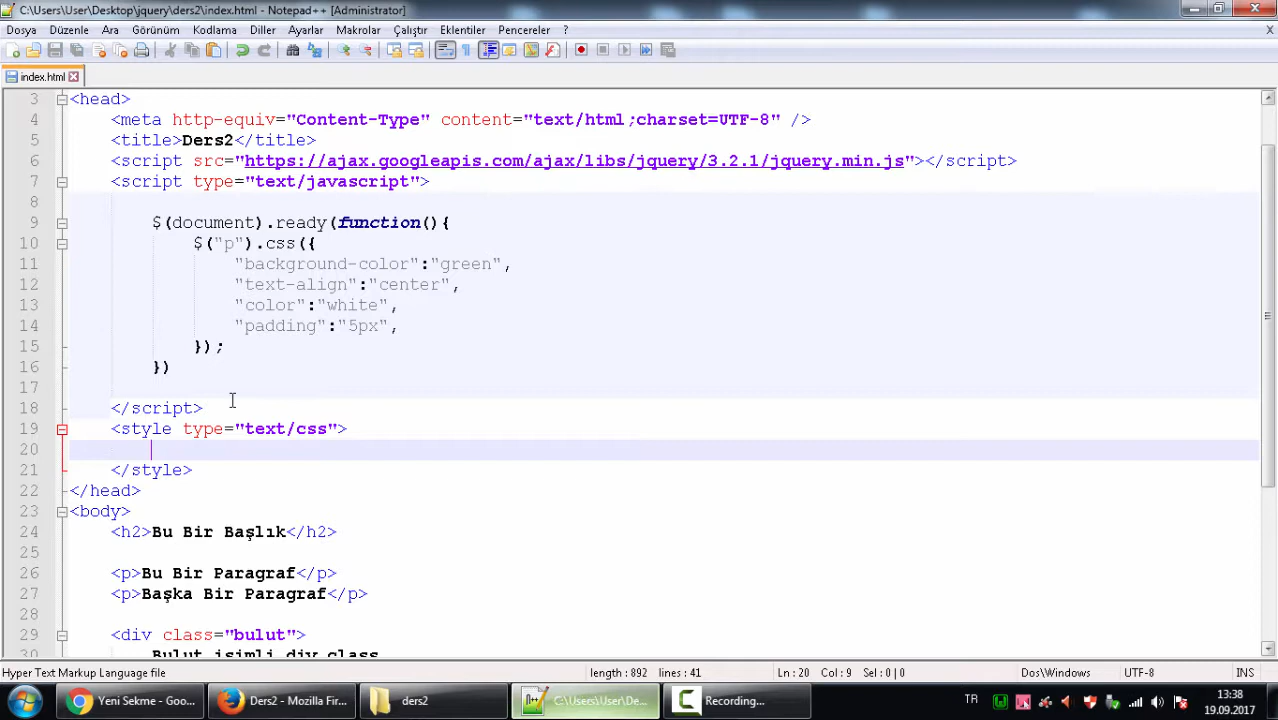 C:\Users\User\Desktop\jquery\ders2\index.html - Notepad++ [Administrator]
Dosya Düzenle Ara Görünüm Kodlama Diller Ayarlar Makrolar Çalıştır Eklentiler Pencereler ? X
index.html
3 <head>
4 <meta http-equiv="Content-Type" content="text/html;charset=UTF-8" />
5 <title>Ders2</title>
6 <script src="https://ajax.googleapis.com/ajax/libs/jquery/3.2.1/jquery.min.js"></script>
7 <script type="text/javascript">
8
9 $(document).ready(function(){
10 $("p").css({
11 "background-color":"green",
12 "text-align":"center",
13 "color":"white",
14 "padding":"5px",
15 });
16 })
17
18 </script>
19 <style type="text/css">
20
21 </style>
22 </head>
23 <body>
24 <h2>Bu Bir Başlık</h2>
25
26 <p>Bu Bir Paragraf</p>
27 <p>Başka Bir Paragraf</p>
28
29 <div class="bulut">
30 Bulut isimli div class
Hyper Text Markup Language file length : 892 lines : 41 Ln : 20 Col : 9 Sel : 0 | 0 Dos\Windows UTF-8 INS
Yeni Sekme - Goo... Ders2 - Mozilla Firef... ders2 C:\Users\User\De... Recording... TR 13:38
19.09.2017